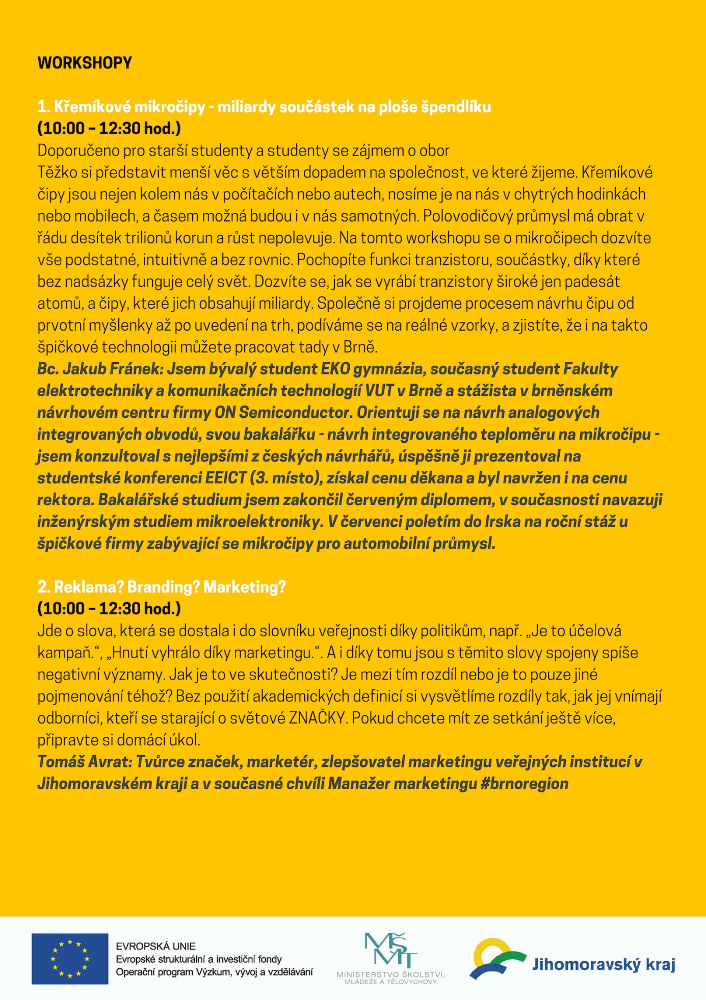 WORKSHOPY
1. Křemíkové mikročipy - miliardy součástek na ploše špendlíku
(10:00 – 12:30 hod.)
Doporučeno pro starší studenty a studenty se zájmem o obor
Těžko si představit menší věc s větším dopadem na společnost, ve které žijeme. Křemíkové
čipy jsou nejen kolem nás v počítačích nebo autech, nosíme je na nás v chytrých hodinkách
nebo mobilech, a časem možná budou i v nás samotných. Polovodičový průmysl má obrat v
řádu desítek trilionů korun a růst nepolevuje. Na tomto workshopu se o mikročipech dozvíte
vše podstatné, intuitivně a bez rovnic. Pochopíte funkci tranzistoru, součástky, díky které
bez nadsázky funguje celý svět. Dozvíte se, jak se vyrábí tranzistory široké jen padesát
atomů, a čipy, které jich obsahují miliardy. Společně si projdeme procesem návrhu čipu od
prvotní myšlenky až po uvedení na trh, podíváme se na reálné vzorky, a zjistíte, že i na takto
špičkové technologii můžete pracovat tady v Brně.
Bc. Jakub Fránek: Jsem bývalý student EKO gymnázia, současný student Fakulty
elektrotechniky a komunikačních technologií VUT v Brně a stážista v brněnském
návrhovém centru firmy ON Semiconductor. Orientuji se na návrh analogových
integrovaných obvodů, svou bakalářku - návrh integrovaného teploměru na mikročipu -
jsem konzultoval s nejlepšími z českých návrhářů, úspěšně ji prezentoval na
studentské konferenci EEICT (3. místo), získal cenu děkana a byl navržen i na cenu
rektora. Bakalářské studium jsem zakončil červeným diplomem, v současnosti navazuji
inženýrským studiem mikroelektroniky. V červenci poletím do Irska na roční stáž u
špičkové firmy zabývající se mikročipy pro automobilní průmysl.
2. Reklama? Branding? Marketing?
(10:00 – 12:30 hod.)
Jde o slova, která se dostala i do slovníku veřejnosti díky politikům, např. „Je to účelová
kampaň.“, „Hnutí vyhrálo díky marketingu.“. A i díky tomu jsou s těmito slovy spojeny spíše
negativní významy. Jak je to ve skutečnosti? Je mezi tím rozdíl nebo je to pouze jiné
pojmenování téhož? Bez použití akademických definicí si vysvětlíme rozdíly tak, jak jej vnímají
odborníci, kteří se starající o světové ZNAČKY. Pokud chcete mít ze setkání ještě více,
připravte si domácí úkol.
Tomáš Avrat: Tvůrce značek, marketér, zlepšovatel marketingu veřejných institucí v
Jihomoravském kraji a v současné chvíli Manažer marketingu #brnoregion
EVROPSKÁ UNIE
Evropské strukturální a investiční fondy
Operační program Výzkum, vývoj a vzdělávání
MŠMT
MINISTERSTVO ŠKOLSTVÍ,
MLÁDEŽE A TĚLOVÝCHOVY
Jihomoravský kraj